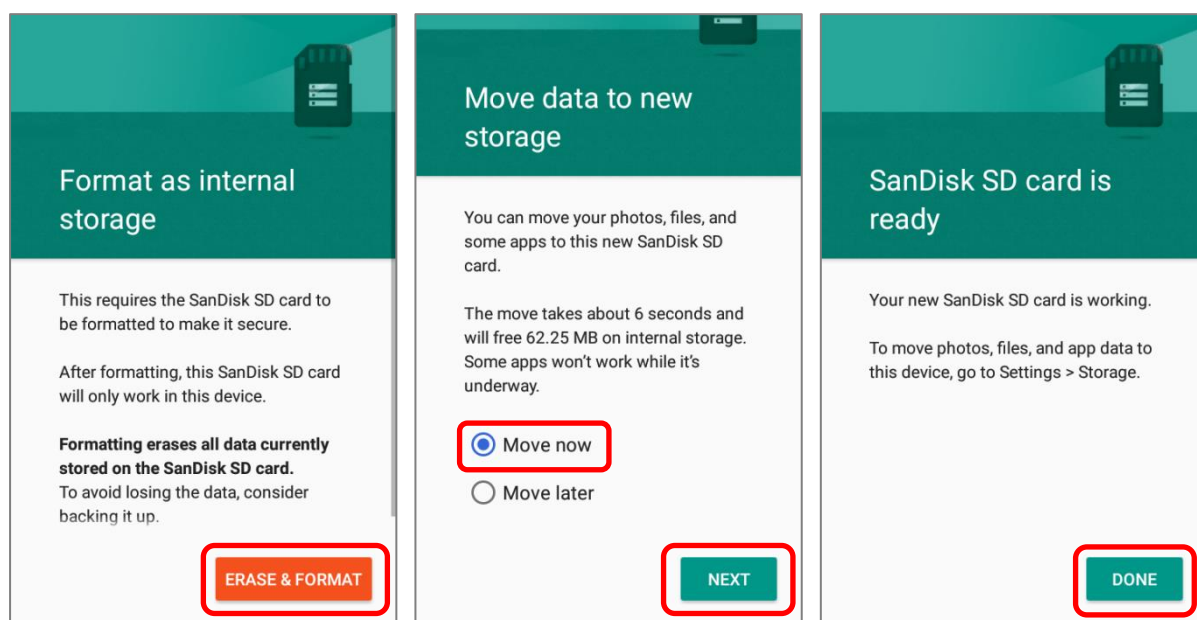 Format as internal
storage
This requires the SanDisk SD card to
be formatted to make it secure.
After formatting, this SanDisk SD card
will only work in this device.
Formatting erases all data currently
stored on the SanDisk SD card.
To avoid losing the data, consider
backing it up.
ERASE & FORMAT
Move data to new
storage
You can move your photos, files, and
some apps to this new SanDisk SD
card.
The move takes about 6 seconds and
will free 62.25 MB on internal storage.
Some apps won't work while it's
underway.
Move now
Move later
NEXT
SanDisk SD card is
ready
Your new SanDisk SD card is working.
To move photos, files, and app data to
this device, go to Settings > Storage.
DONE